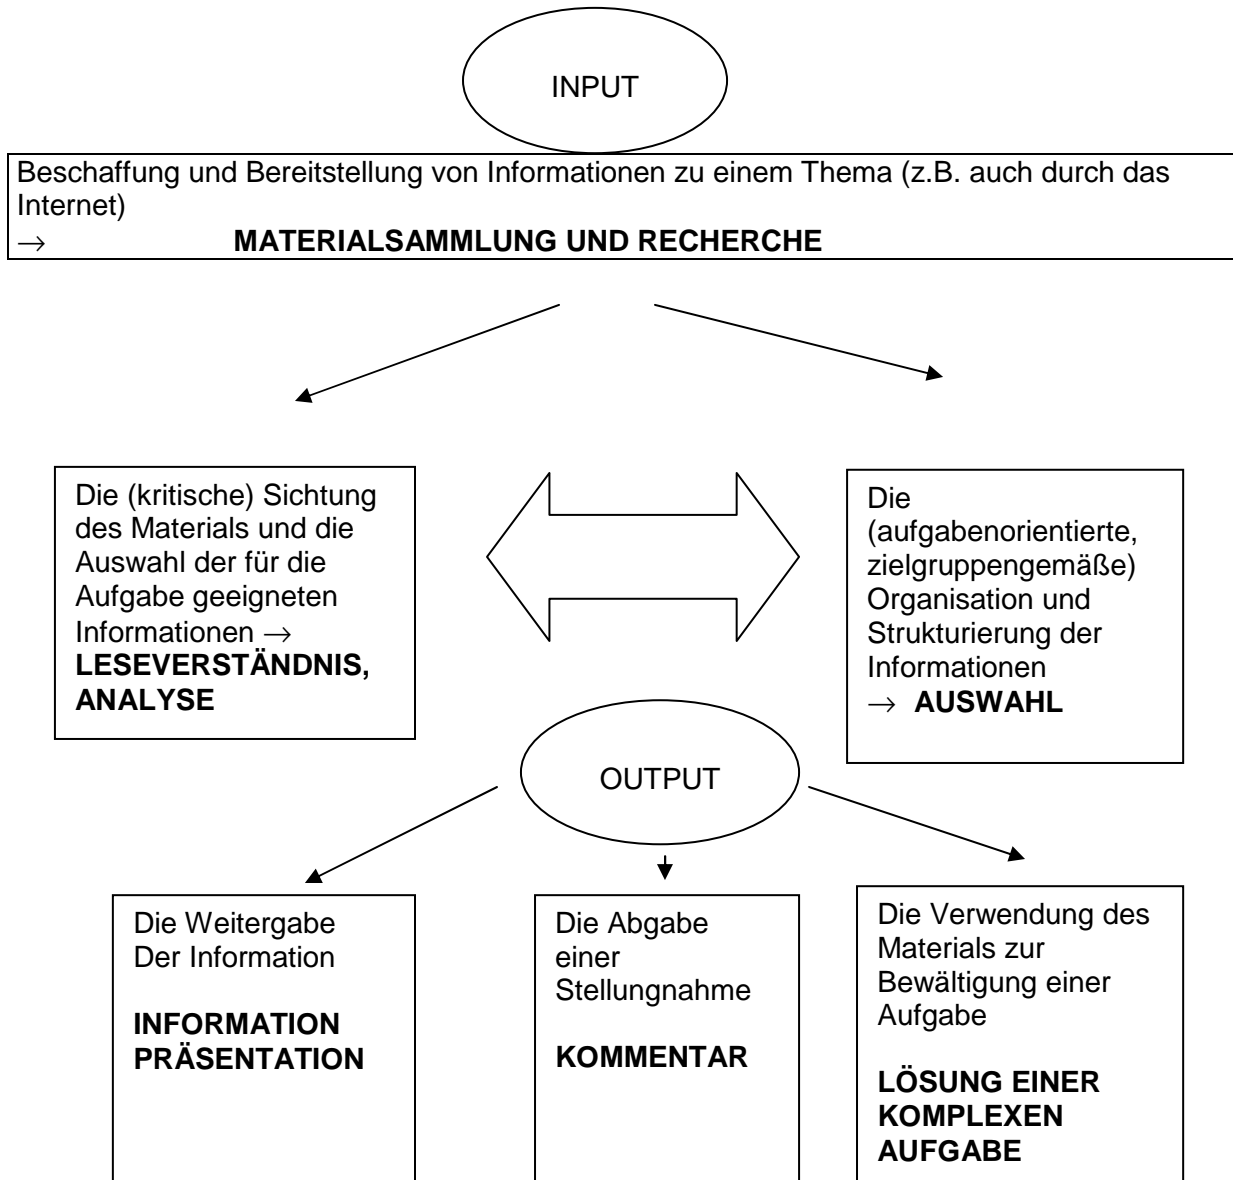 INPUT
Beschaffung und Bereitstellung von Informationen zu einem Thema (z.B. auch durch das
Internet)
→ MATERIALSAMMLUNG UND RECHERCHE
Die (kritische) Sichtung
des Materials und die
Auswahl der für die
Aufgabe geeigneten
Informationen →
LESEVERSTÄNDNIS,
ANALYSE
Die
(aufgabenorientierte,
zielgruppengemäße)
Organisation und
Strukturierung der
Informationen
→ AUSWAHL
OUTPUT
Die Weitergabe
Der Information
INFORMATION
PRÄSENTATION
Die Abgabe
einer
Stellungnahme
KOMMENTAR
Die Verwendung des
Materials zur
Bewältigung einer
Aufgabe
LÖSUNG EINER
KOMPLEXEN
AUFGABE